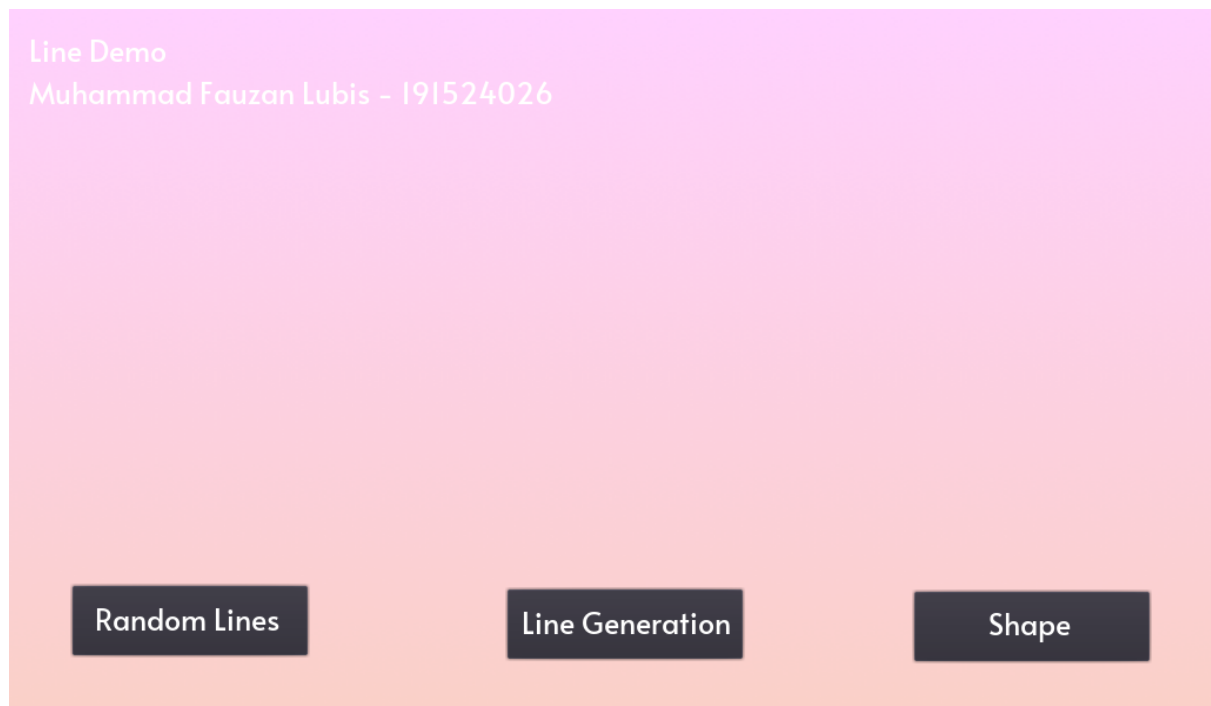 Line Demo
Muhammad Fauzan Lubis - 191524026
Random Lines
Line Generation
Shape